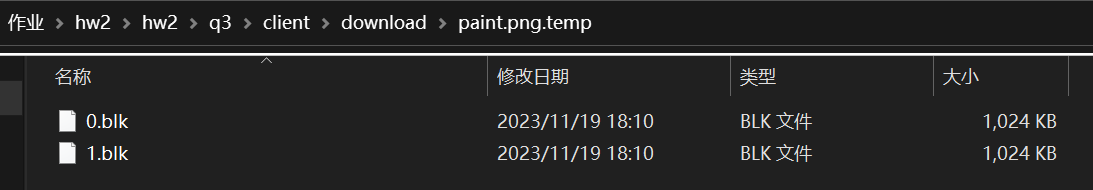 作业 > hw2 > hw2 > q3 > client > download > paint.png.temp
名称 修改日期 类型 大小
0.blk 2023/11/19 18:10 BLK 文件 1,024 KB
1.blk 2023/11/19 18:10 BLK 文件 1,024 KB